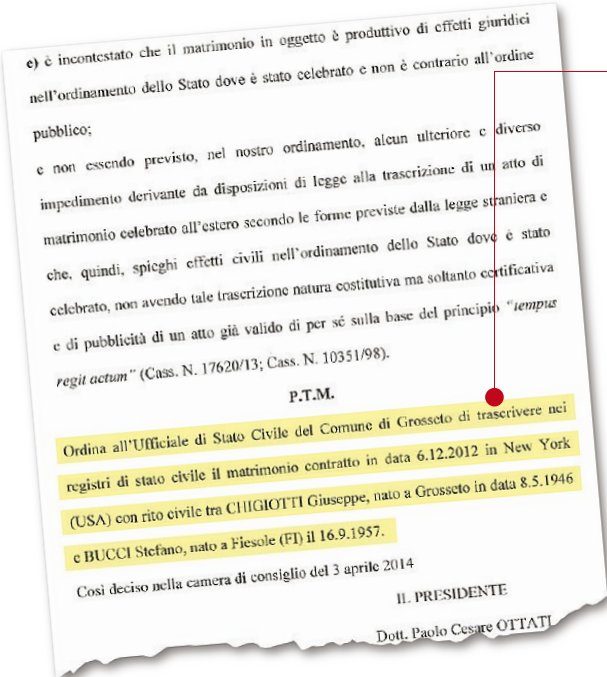 e) è incontestato che il matrimonio in oggetto è produttivo di effetti giuridici
nell'ordinamento dello Stato dove è stato celebrato e non è contrario all'ordine
pubblico;
e non essendo previsto, nel nostro ordinamento, alcun ulteriore e diverso
impedimento derivante da disposizioni di legge alla trascrizione di un atto di
matrimonio celebrato all'estero secondo le forme previste dalla legge straniera e
che, quindi, spieghi effetti civili nell'ordinamento dello Stato dove è stato
celebrato, non avendo tale trascrizione natura costitutiva ma soltanto certificativa
e di pubblicità di un atto già valido di per sé sulla base del principio "tempus
regit actum" (Cass. N. 17620/13; Cass. N. 10351/98).
P.T.M.
Ordina all'Ufficiale di Stato Civile del Comune di Grosseto di trascrivere nei
registri di stato civile il matrimonio contratto in data 6.12.2012 in New York
(USA) con rito civile tra CHIGIOTTI Giuseppe, nato a Grosseto in data 8.5.1946
e BUCCI Stefano, nato a Fiesole (FI) il 16.9.1957.
Così deciso nella camera di consiglio del 3 aprile 2014
IL PRESIDENTE
Dott. Paolo Cesare OTTATI